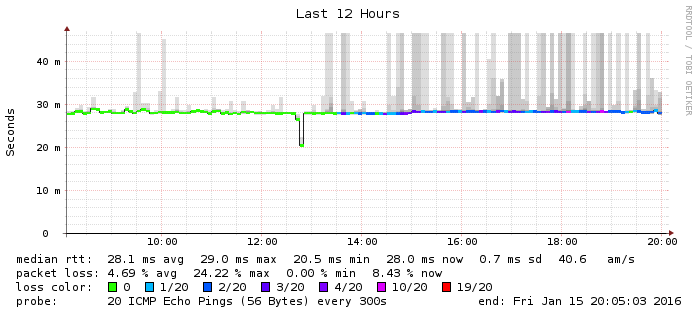 Last 12 Hours
RRDTOOL / TOBI OETIKER
Seconds
40 m
30 m
20 m
10 m
0
10:00 12:00 14:00 16:00 18:00 20:00
median rtt: 28.1 ms avg 29.0 ms max 20.5 ms min 28.0 ms now 0.7 ms sd 40.6 am/s
packet loss: 4.69 % avg 24.22 % max 0.00 % min 8.43 % now
loss color: 0 1/20 2/20 3/20 4/20 10/20 19/20
probe: 20 ICMP Echo Pings (56 Bytes) every 300s end: Fri Jan 15 20:05:03 2016